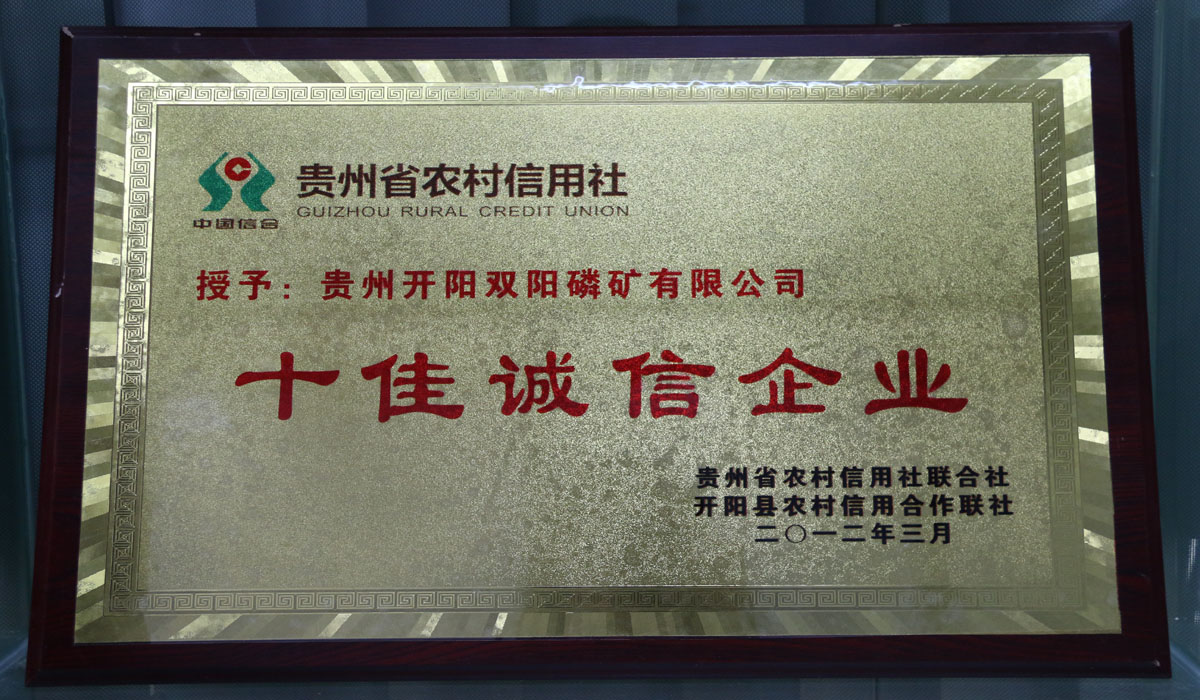 贵州省农村信用社
GUIZHOU RURAL CREDIT UNION
中国信合
授予：贵州开阳双阳磷矿有限公司
十佳诚信企业
贵州省农村信用社联合社
开阳县农村信用合作联社
二〇一二年三月